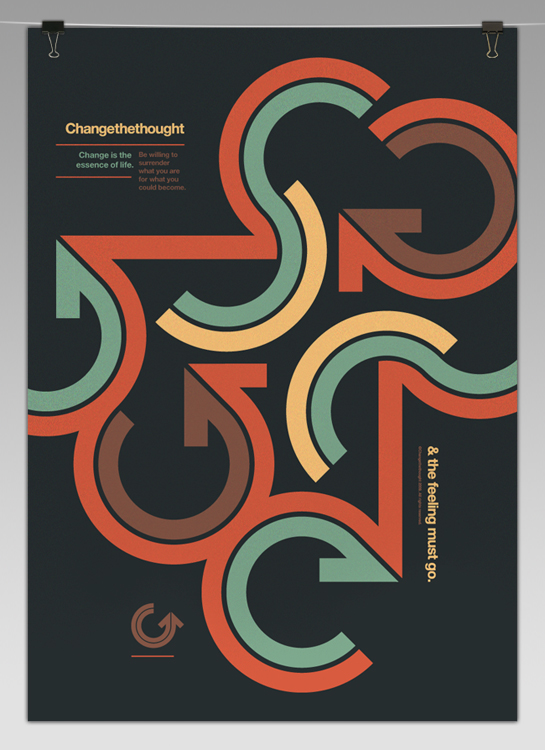 Changethethought
Change is the
essence of life.
Be willing to
surrender
what you are
for what you
could become.
& the feeling must go.